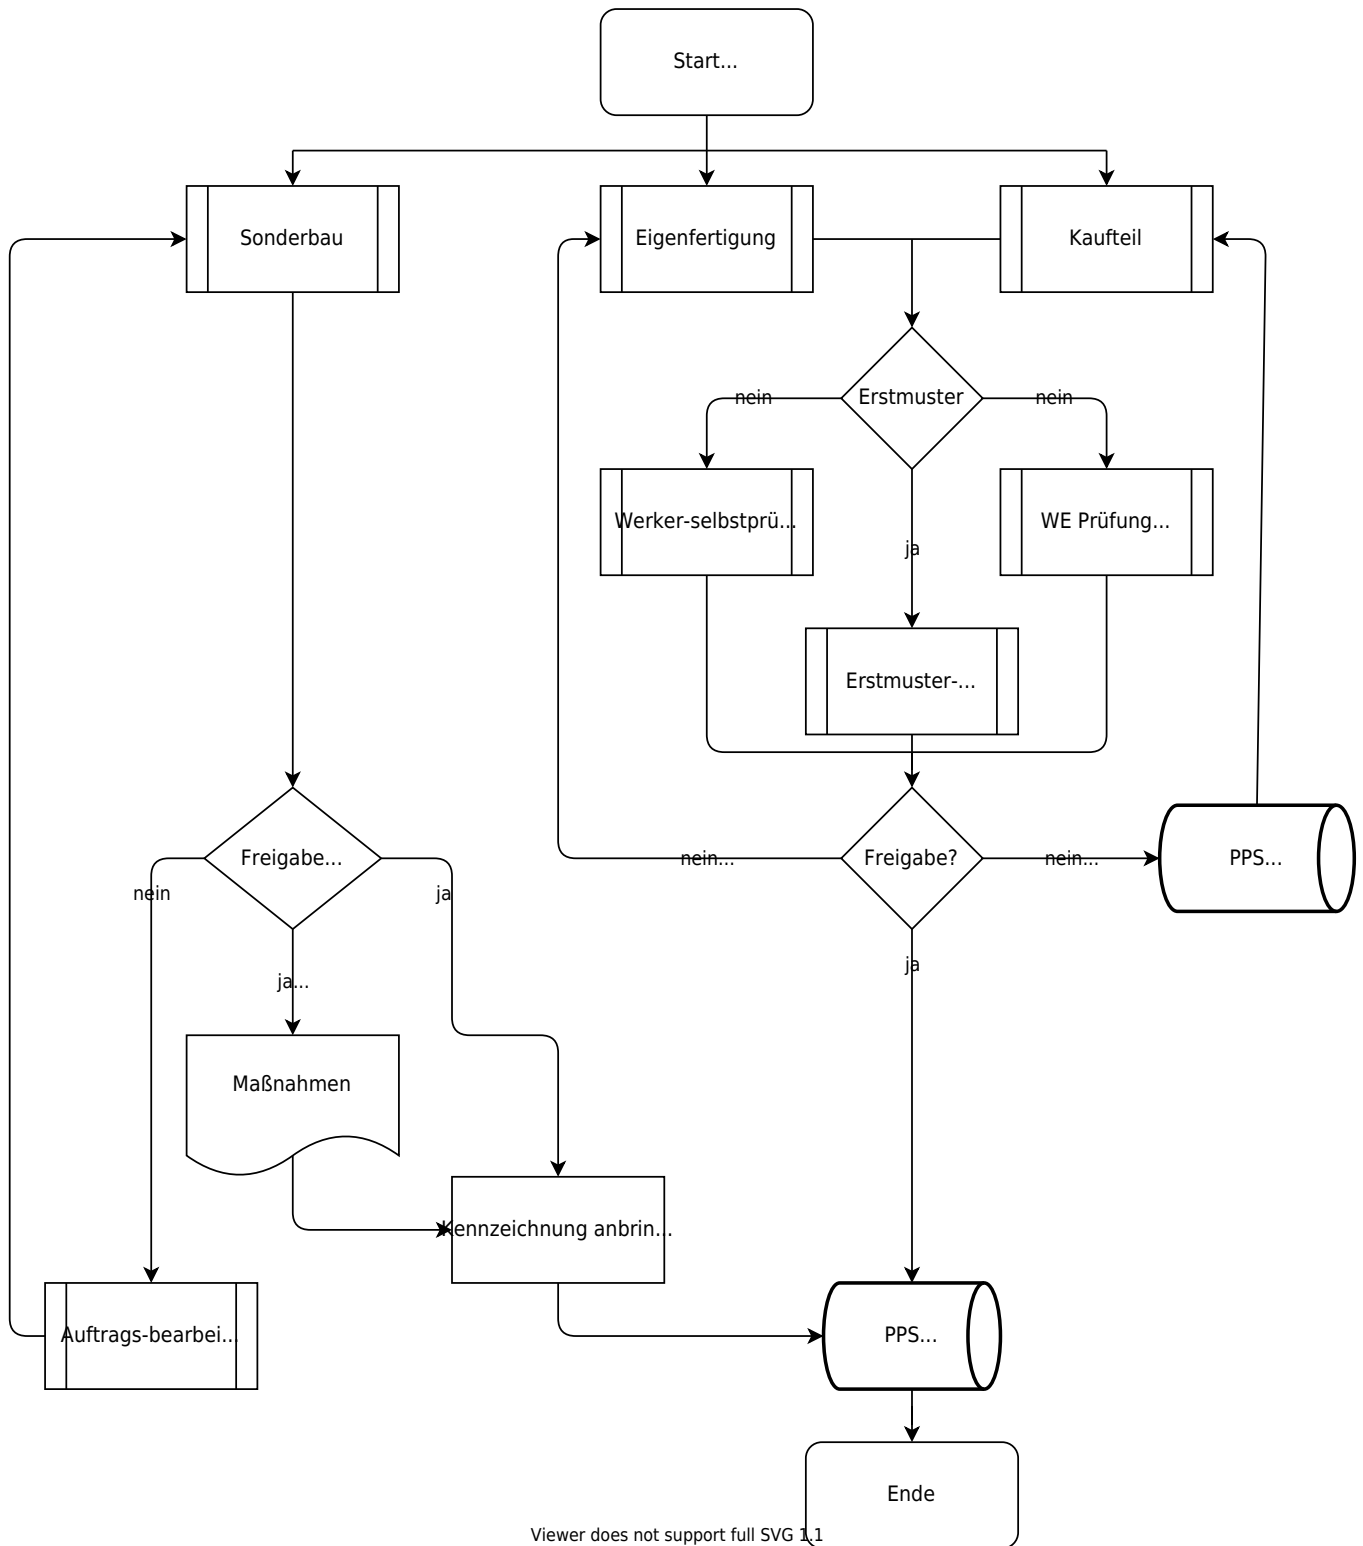 Start...
Sonderbau
Eigenfertigung
Kaufteil
nein
Erstmuster
nein
Werker-selbstprü...
WE Prüfung...
ja
Erstmuster-...
Freigabe...
nein...
Freigabe?
nein...
PPS...
nein
ja
ja
ja...
Maßnahmen
Kennzeichnung anbrin...
Auftrags-bearbei...
PPS...
Ende
Viewer does not support full SVG 1.1